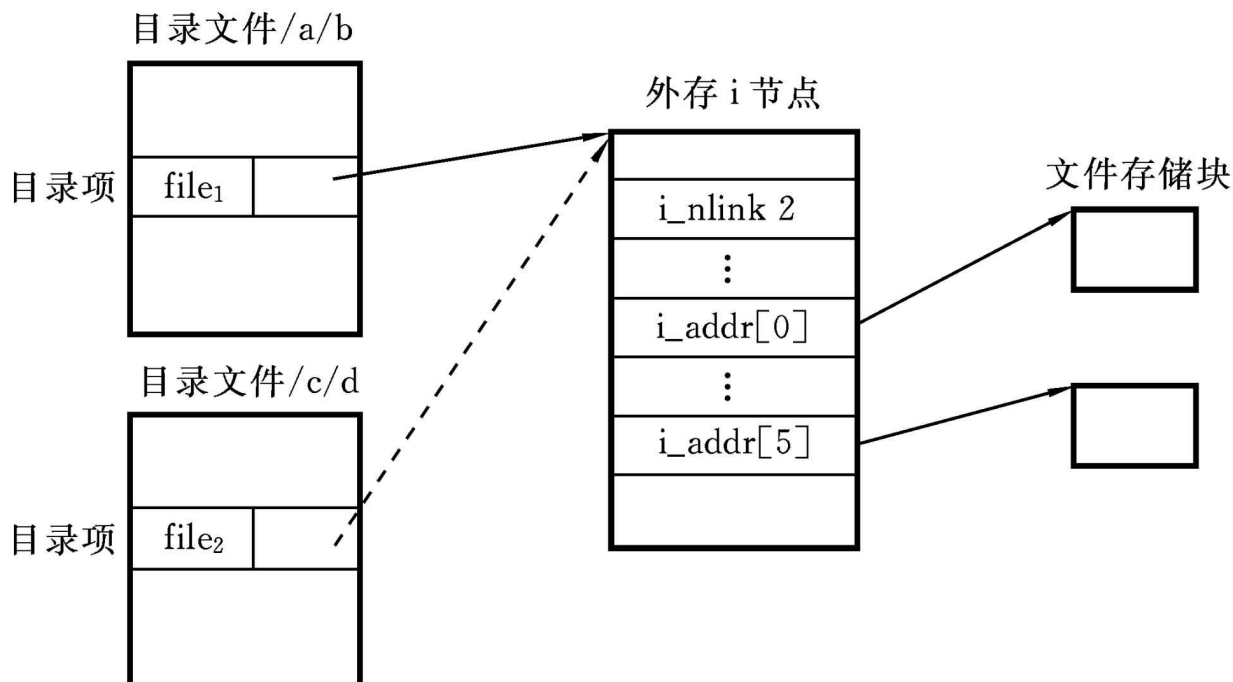 目录文件/a/b
目录项
file₁
目录文件/c/d
目录项
file₂
外存 i 节点
i_nlink 2
⋮
i_addr[0]
⋮
i_addr[5]
文件存储块